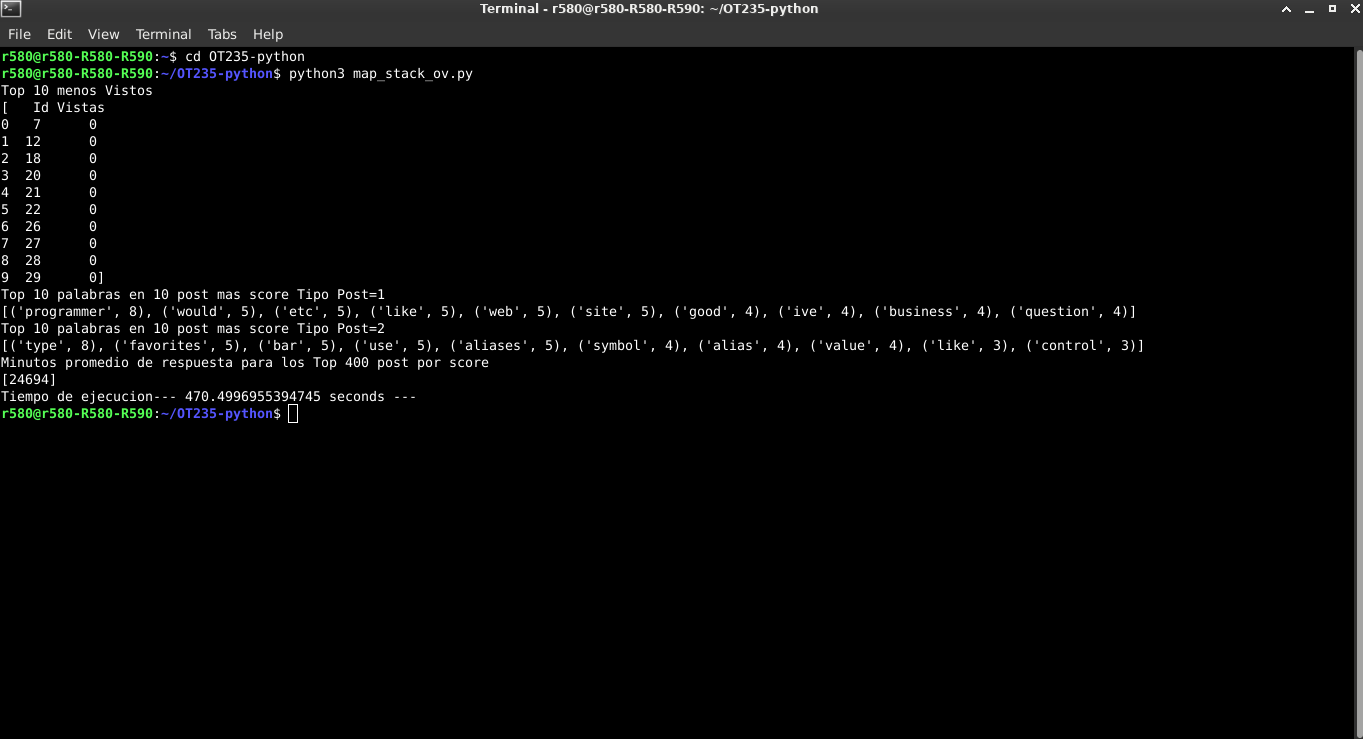 Terminal - r580@r580-R580-R590: ~/OT235-python
File Edit View Terminal Tabs Help
r580@r580-R580-R590:~$ cd OT235-python
r580@r580-R580-R590:~/OT235-python$ python3 map_stack_ov.py
Top 10 menos Vistos
[   Id Vistas
0   7      0
1  12      0
2  18      0
3  20      0
4  21      0
5  22      0
6  26      0
7  27      0
8  28      0
9  29      0]
Top 10 palabras en 10 post mas score Tipo Post=1
[('programmer', 8), ('would', 5), ('etc', 5), ('like', 5), ('web', 5), ('site', 5), ('good', 4), ('ive', 4), ('business', 4), ('question', 4)]
Top 10 palabras en 10 post mas score Tipo Post=2
[('type', 8), ('favorites', 5), ('bar', 5), ('use', 5), ('aliases', 5), ('symbol', 4), ('alias', 4), ('value', 4), ('like', 3), ('control', 3)]
Minutos promedio de respuesta para los Top 400 post por score
[24694]
Tiempo de ejecucion--- 470.4996955394745 seconds ---
r580@r580-R580-R590:~/OT235-python$